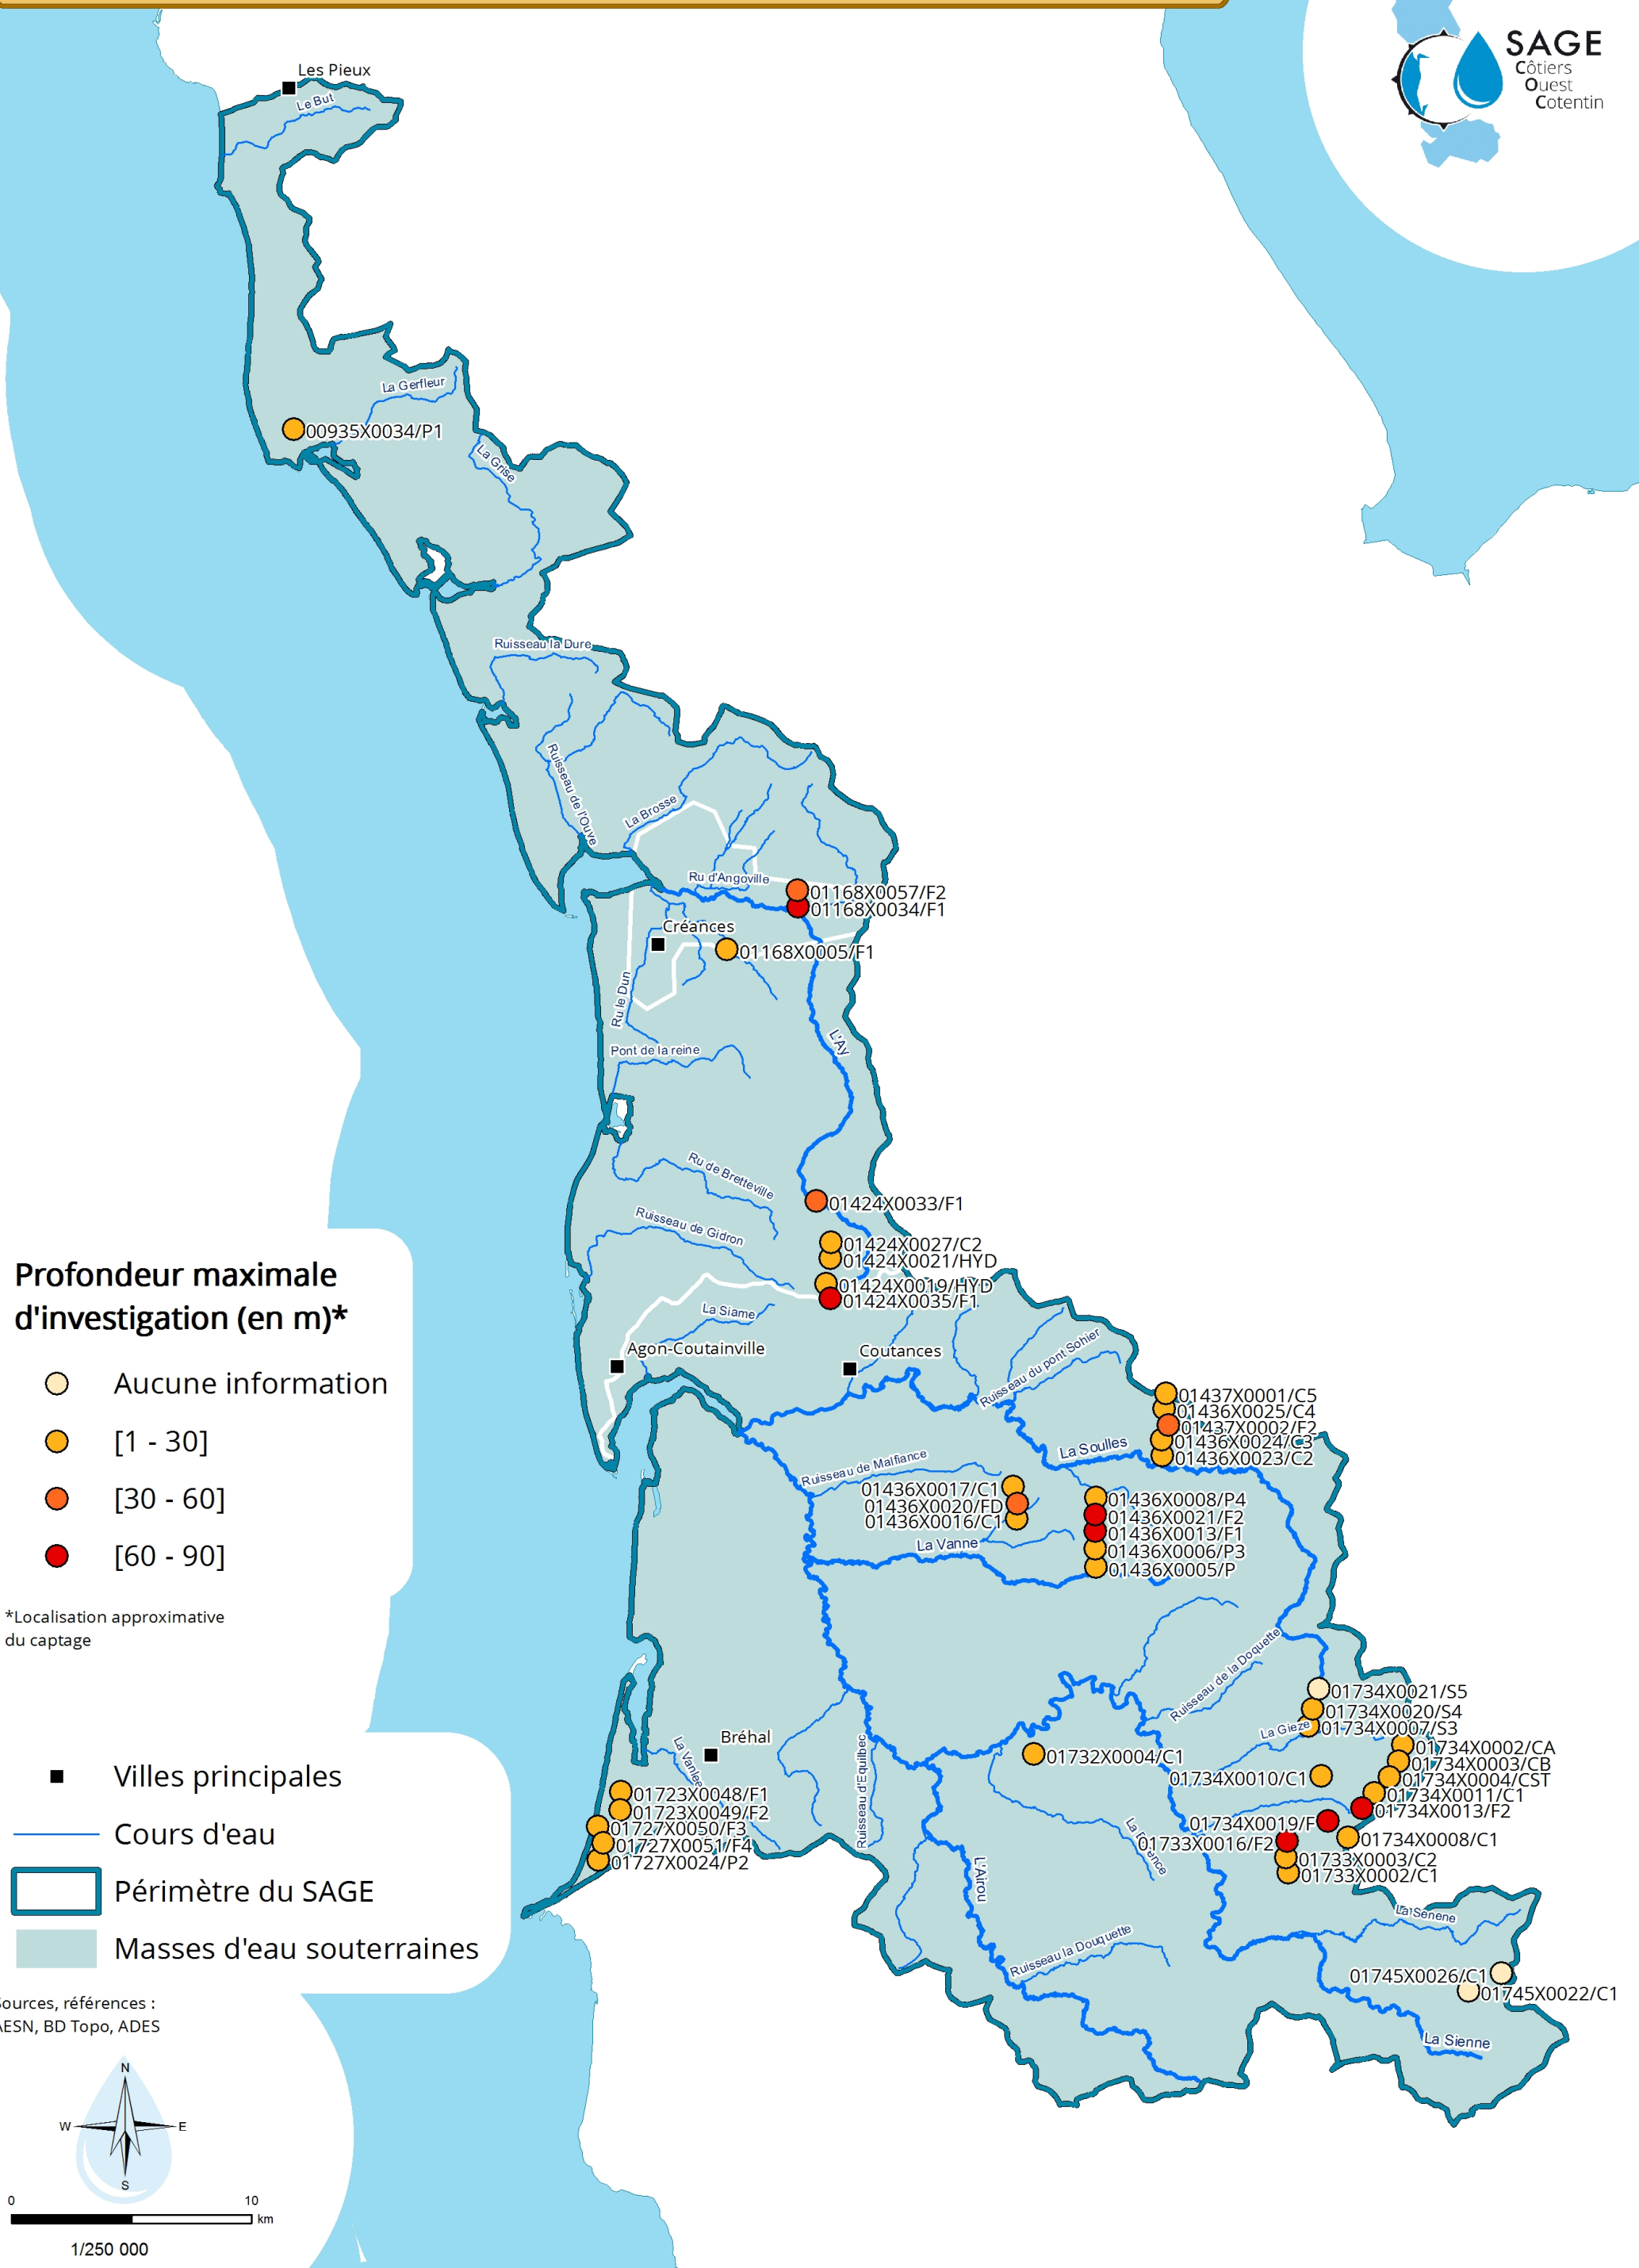 SAGE
Côtiers
Ouest
Cotentin
Les Pieux
Le But
La Gerfleur
00935X0034/P1
La Grise
Ruisseau la Dure
Ruisseau de l'Ouve
La Brosse
Ru d'Angoville
01168X0057/F2
01168X0034/F1
Créances
01168X0005/F1
Ru le Dun
L'Ay
Pont de la reine
Ru de Bretteville
01424X0033/F1
Ruisseau de Gidron
01424X0027/C2
01424X0021/HYD
01424X0019/HYD
01424X0035/F1
La Siame
Agon-Coutainville
Coutances
Ruisseau du pont Sohier
01437X0001/C5
01436X0025/C4
01437X0002/F2
01436X0024/C3
01436X0023/C2
La Soulles
Ruisseau de Malfiance
01436X0017/C1
01436X0020/FD
01436X0016/C1
01436X0008/P4
01436X0021/F2
01436X0013/F1
01436X0006/P3
01436X0005/P
La Vanne
Ruisseau de la Doquette
01734X0021/S5
01734X0020/S4
01734X0007/S3
La Gieze
01734X0002/CA
01734X0003/CB
01734X0004/CST
01734X0011/C1
01734X0013/F2
01732X0004/C1
01734X0010/C1
01734X0019/F
01733X0016/F2
01734X0008/C1
01733X0003/C2
01733X0002/C1
Bréhal
La Vanlee
Ruisseau d'Equilbec
01723X0048/F1
01723X0049/F2
01727X0050/F3
01727X0051/F4
01727X0024/P2
L'Airou
Ruisseau la Douquette
La Senene
01745X0026/C1
01745X0022/C1
La Sienne
Profondeur maximale
d'investigation (en m)*
Aucune information
[1 - 30]
[30 - 60]
[60 - 90]
*Localisation approximative
du captage
Villes principales
Cours d'eau
Périmètre du SAGE
Masses d'eau souterraines
Sources, références :
AESN, BD Topo, ADES
N
W
E
S
0 10
km
1/250 000